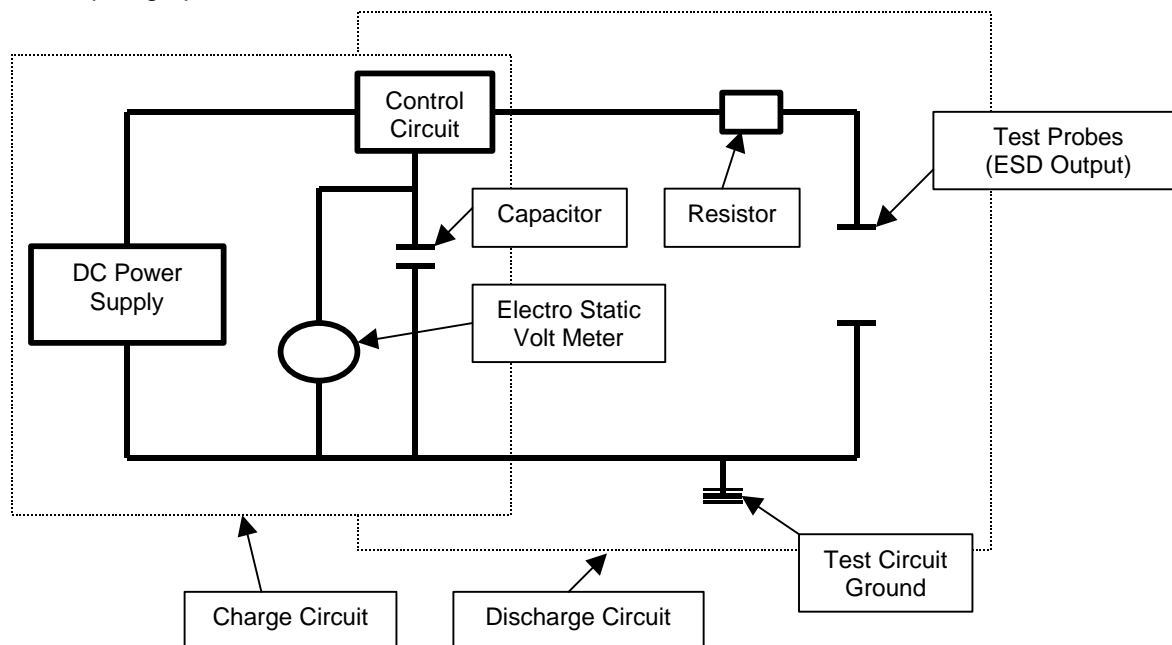 Control
Circuit
Test Probes
(ESD Output)
Capacitor
Resistor
DC Power
Supply
Electro Static
Volt Meter
Test Circuit
Ground
Charge Circuit
Discharge Circuit